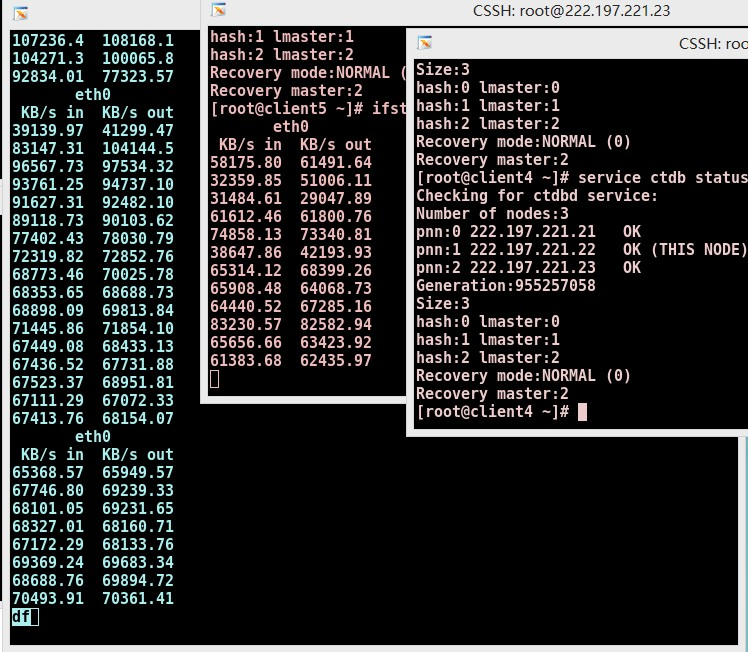 107236.4 108168.1
104271.3 100065.8
92834.01 77323.57
eth0
KB/s in KB/s out
39139.97 41299.47
83147.31 104144.5
96567.73 97534.32
93761.25 94737.10
91627.31 92482.10
89118.73 90103.62
77402.43 78030.79
72319.82 72852.76
68773.46 70025.78
68353.65 68688.73
68898.09 69813.84
71445.86 71854.10
67449.08 68433.13
67436.52 67731.88
67523.37 68951.81
67111.29 67072.33
67413.76 68154.07
eth0
KB/s in KB/s out
65368.57 65949.57
67746.80 69239.33
68101.05 69231.65
68327.01 68160.71
67172.29 68133.76
69369.24 69683.34
68688.76 69894.72
70493.91 70361.41
df
CSSH: root@222.197.221.23
hash:1 lmaster:1
hash:2 lmaster:2
Recovery mode:NORMAL (
Recovery master:2
[root@client5 ~]# ifst
eth0
KB/s in KB/s out
58175.80 61491.64
32359.85 51006.11
31484.61 29047.89
61612.46 61800.76
74858.13 73340.81
38647.86 42193.93
65314.12 68399.26
65908.48 64068.73
64440.52 67285.16
83230.57 82582.94
65656.66 63423.92
61383.68 62435.97
CSSH: roo
Size:3
hash:0 lmaster:0
hash:1 lmaster:1
hash:2 lmaster:2
Recovery mode:NORMAL (0)
Recovery master:2
[root@client4 ~]# service ctdb status
Checking for ctdbd service:
Number of nodes:3
pnn:0 222.197.221.21 OK
pnn:1 222.197.221.22 OK (THIS NODE)
pnn:2 222.197.221.23 OK
Generation:955257058
Size:3
hash:0 lmaster:0
hash:1 lmaster:1
hash:2 lmaster:2
Recovery mode:NORMAL (0)
Recovery master:2
[root@client4 ~]#